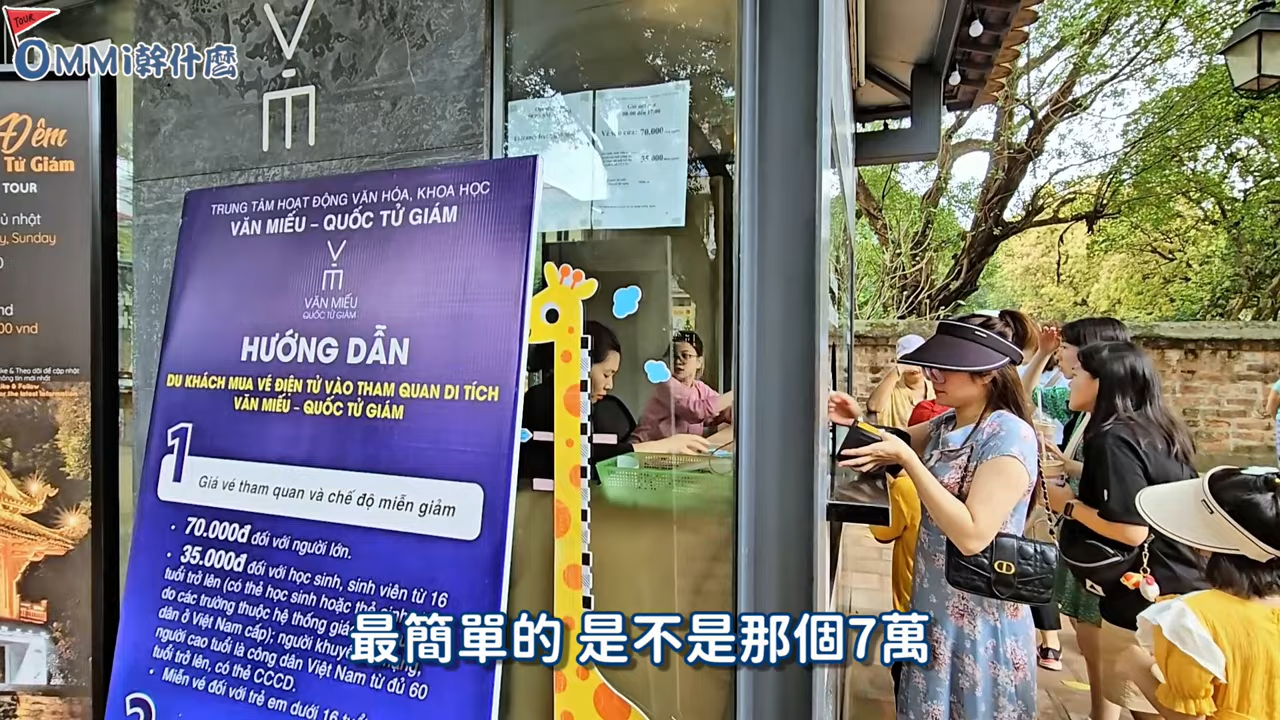 TOUR
OMMi幹什麼
Đêm
Tử Giám
TOUR
ủ nhật
y, Sunday
nd
00 vnd
TRUNG TÂM HOẠT ĐỘNG VĂN HÓA, KHOA HỌC
VĂN MIẾU – QUỐC TỬ GIÁM
VĂN MIẾU
QUỐC TỬ GIÁM
HƯỚNG DẪN
DU KHÁCH MUA VÉ ĐIỆN TỬ VÀO THAM QUAN DI TÍCH
VĂN MIẾU – QUỐC TỬ GIÁM
1
Giá vé tham quan và chế độ miễn giảm
• 70.000đ đối với người lớn.
• 35.000đ đối với học sinh, sinh viên từ 16
tuổi trở lên (có thẻ học sinh hoặc thẻ sinh
do các trường thuộc hệ thống giá
dân ở Việt Nam cấp); người khuyế
người cao tuổi là công dân Việt Nam từ đủ 60
tuổi trở lên, có thẻ CCCD.
• Miễn vé đối với trẻ em dưới 16 tuổ
2
70,000
35,000
最簡單的 是不是那個7萬